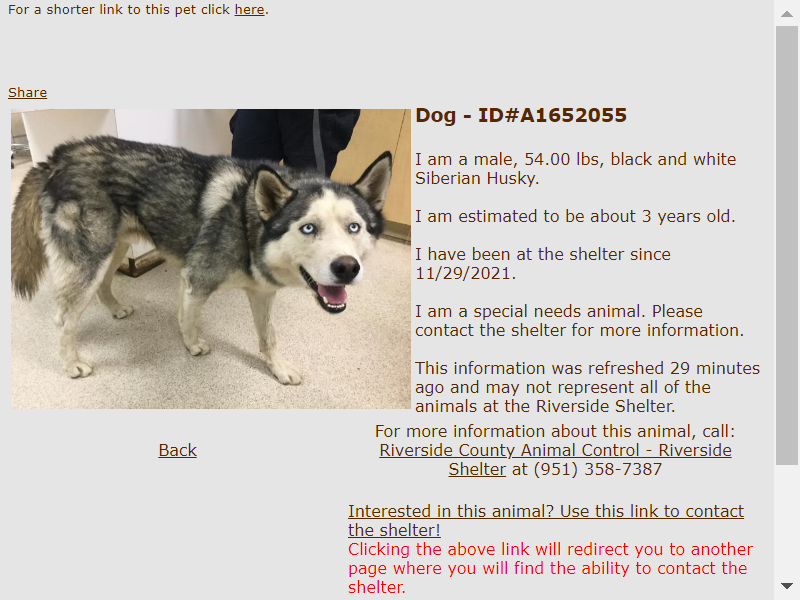 For a shorter link to this pet click here.
Share
Dog - ID#A1652055
I am a male, 54.00 lbs, black and white
Siberian Husky.
I am estimated to be about 3 years old.
I have been at the shelter since
11/29/2021.
I am a special needs animal. Please
contact the shelter for more information.
This information was refreshed 29 minutes
ago and may not represent all of the
animals at the Riverside Shelter.
Back
For more information about this animal, call:
Riverside County Animal Control - Riverside
Shelter at (951) 358-7387
Interested in this animal? Use this link to contact
the shelter!
Clicking the above link will redirect you to another
page where you will find the ability to contact the
shelter.